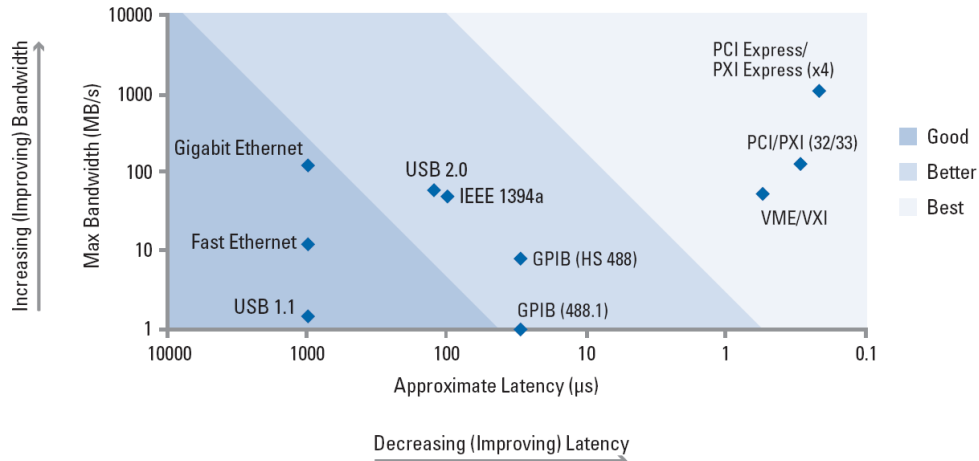 Increasing (Improving) Bandwidth
Max Bandwidth (MB/s)
10000
1000
100
10
1
PCI Express/
PXI Express (x4)
Gigabit Ethernet
PCI/PXI (32/33)
USB 2.0
IEEE 1394a
VME/VXI
Fast Ethernet
GPIB (HS 488)
USB 1.1
GPIB (488.1)
Good
Better
Best
10000
1000
100
10
1
0.1
Approximate Latency (µs)
Decreasing (Improving) Latency